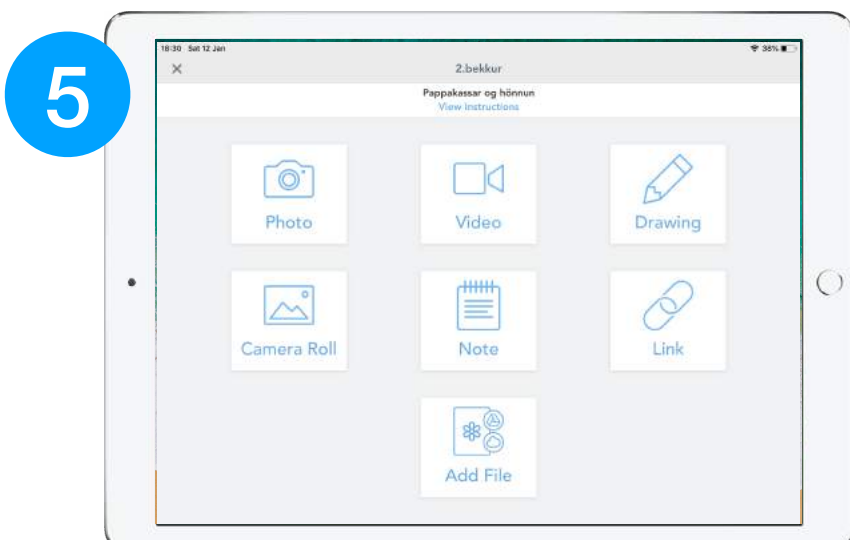 5
18:30 Sat 12 Jan
38%
2.bekkur
Pappakassar og hönnun
View Instructions
Photo
Video
Drawing
Camera Roll
Note
Link
Add File